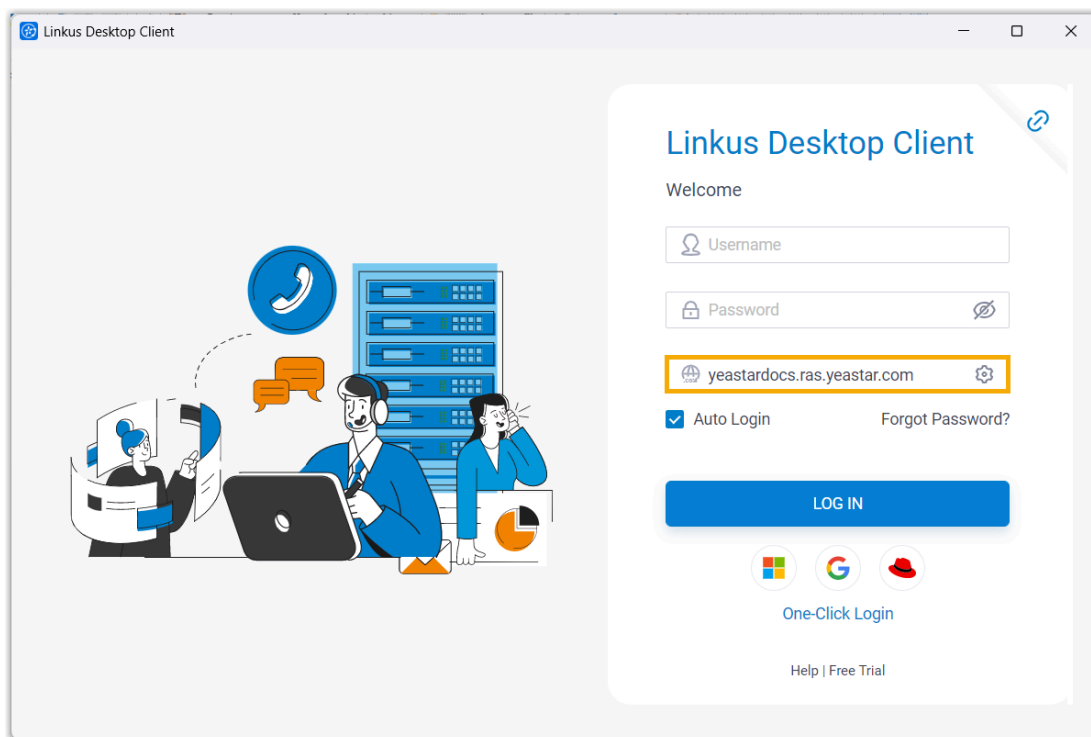 Linkus Desktop Client
Linkus Desktop Client
Welcome
Username
Password
.com
yeastardocs.ras.yeastar.com
Auto Login
Forgot Password?
LOG IN
One-Click Login
Help | Free Trial